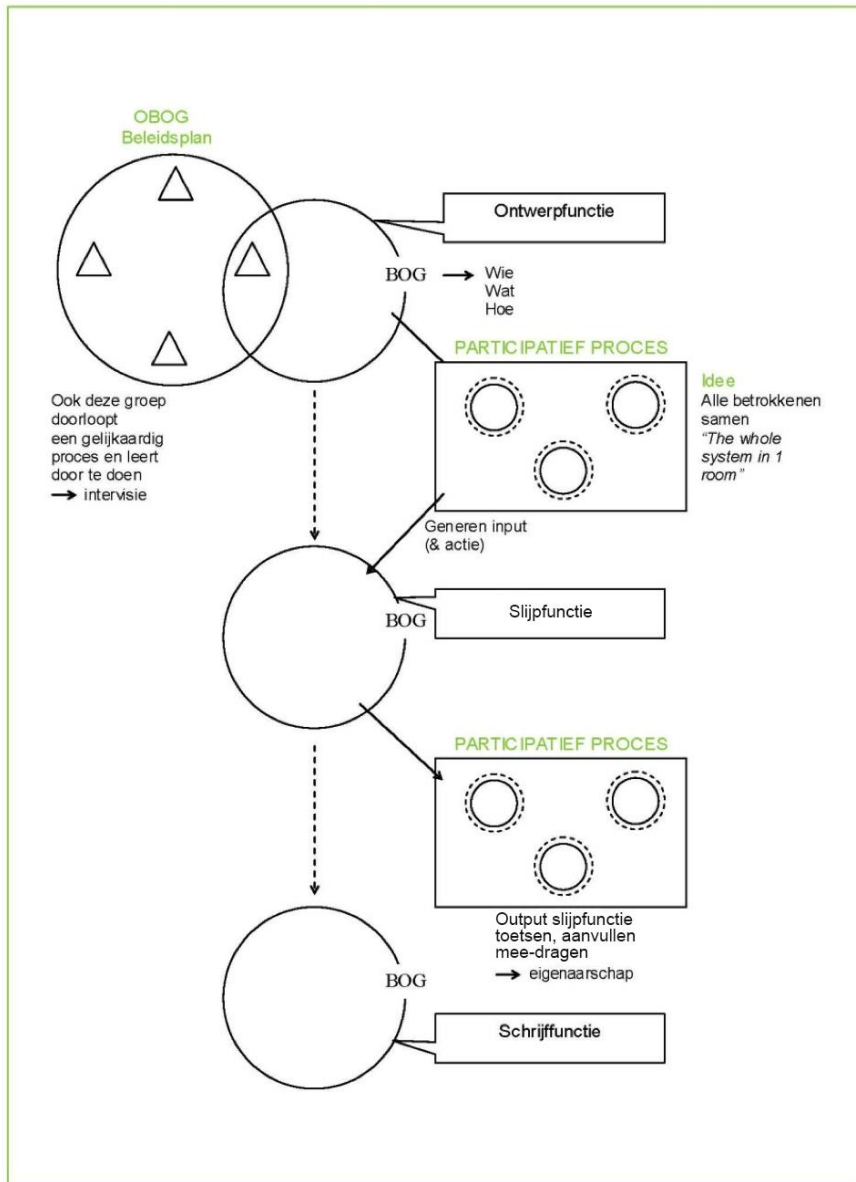 OBOG
Beleidsplan
Ontwerpfunctie
BOG
Wie
Wat
Hoe
PARTICIPATIEF PROCES
Idee
Alle betrokkenen
samen
"The whole
system in 1
room"
Ook deze groep
doorloopt
een gelijkaardig
proces en leert
door te doen
intervisie
Generen input
(& actie)
BOG
Slijpfunctie
PARTICIPATIEF PROCES
Output slijpfunctie
toetsen, aanvullen
mee-dragen
eigenaarschap
BOG
Schrijffunctie